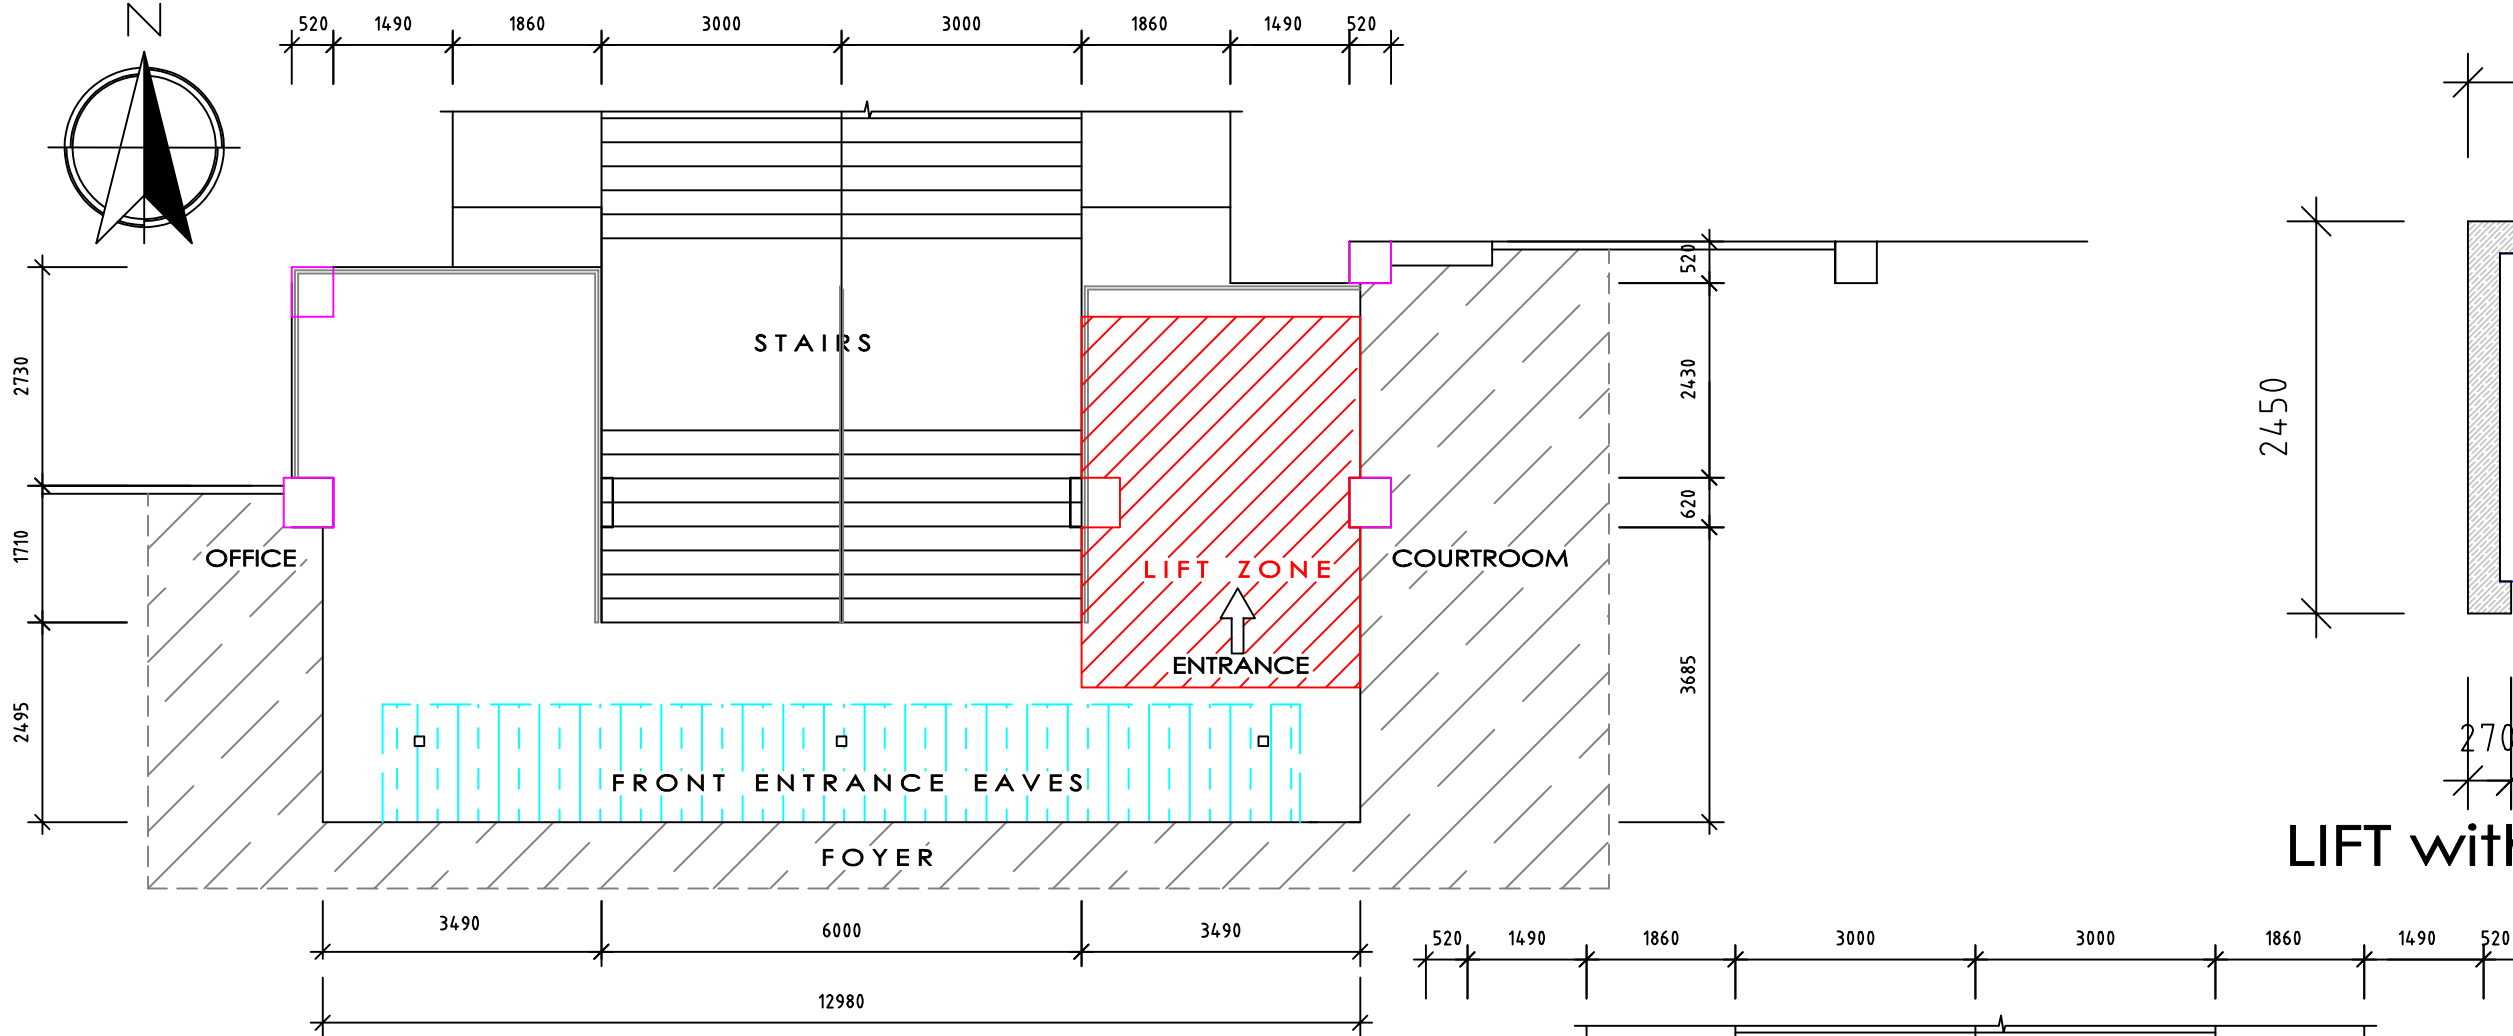 N
520 1490 1860 3000 3000 1860 1490 520
STAIRS
520
2730
2430
2450
620
1710
OFFICE
COURTROOM
LIFT ZONE
ENTRANCE
3685
2495
270
FRONT ENTRANCE EAVES
FOYER
LIFT with
3490 6000 3490
520 1490 1860 3000 3000 1860 1490 520
12980